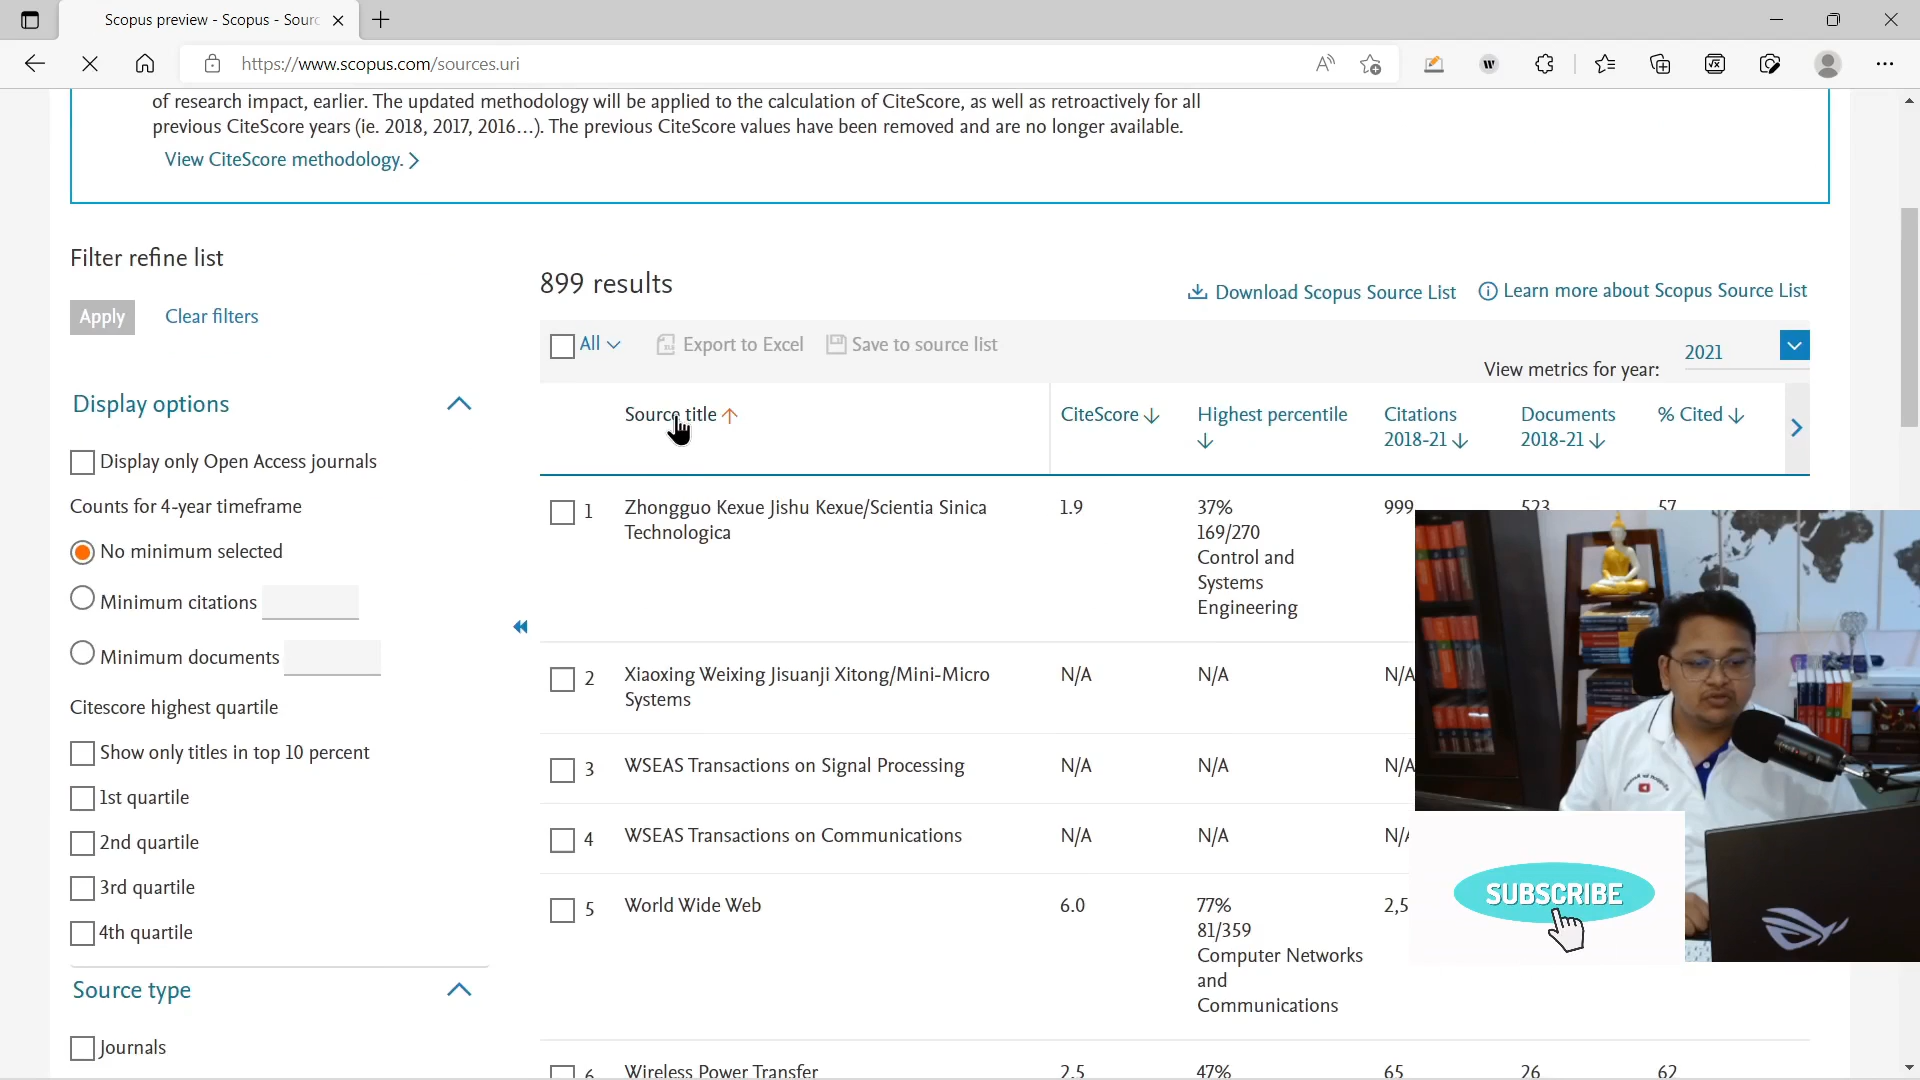 Scopus preview - Scopus - Sourc
https://www.scopus.com/sources.uri
of research impact, earlier. The updated methodology will be applied to the calculation of CiteScore, as well as retroactively for all
previous CiteScore years (ie. 2018, 2017, 2016...). The previous CiteScore values have been removed and are no longer available.
View CiteScore methodology. >
Filter refine list
Apply Clear filters
Display options
Display only Open Access journals
Counts for 4-year timeframe
No minimum selected
Minimum citations
Minimum documents
Citescore highest quartile
Show only titles in top 10 percent
1st quartile
2nd quartile
3rd quartile
4th quartile
Source type
Journals
899 results
Download Scopus Source List Learn more about Scopus Source List
All Export to Excel Save to source list
View metrics for year: 2021
Source title CiteScore Highest percentile Citations 2018-21 Documents 2018-21 % Cited
1 Zhongguo Kexue Jishu Kexue/Scientia Sinica 1.9 37% 999 523 57
Technologica 169/270
Control and
Systems
Engineering
2 Xiaoxing Weixing Jisuanji Xitong/Mini-Micro N/A N/A N/A
Systems
3 WSEAS Transactions on Signal Processing N/A N/A N/A
4 WSEAS Transactions on Communications N/A N/A N/A
5 World Wide Web 6.0 77% 2,5
81/359
Computer Networks
and
Communications
6 Wireless Power Transfer 2.5 47% 65 26 62
SUBSCRIBE